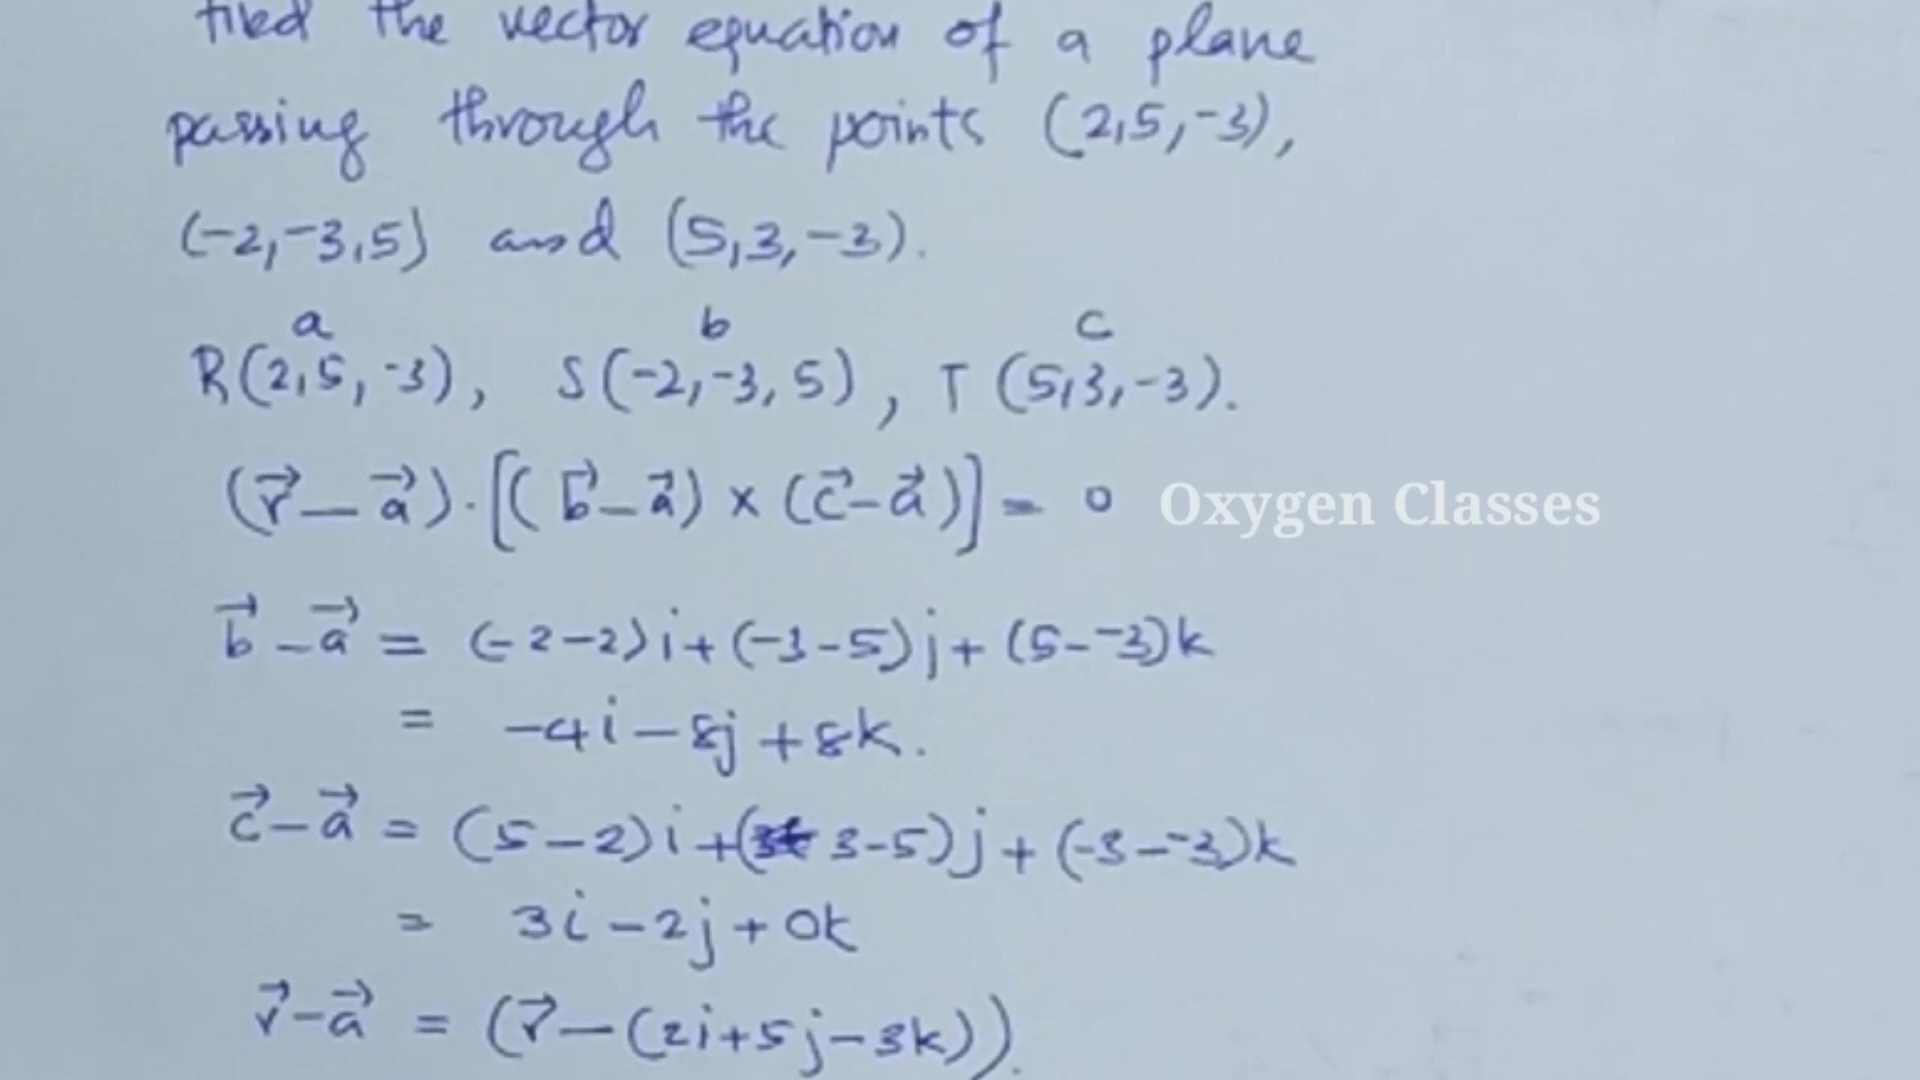 find the vector equation of a plane
passing through the points (2,5,-3),
(-2,-3,5) and (5,3,-3).
a b c
R(2,5,-3), S(-2,-3,5), T(5,3,-3).
(r⃗ - a⃗).[(b⃗ - a⃗) × (c⃗ - a⃗)] = 0
Oxygen Classes
b⃗ - a⃗ = (-2-2)i + (-3-5)j + (5--3)k
= -4i - 8j + 8k.
c⃗ - a⃗ = (5-2)i + (3-5)j + (-3--3)k
= 3i - 2j + 0k
r⃗ - a⃗ = (r⃗ - (2i+5j-3k)).